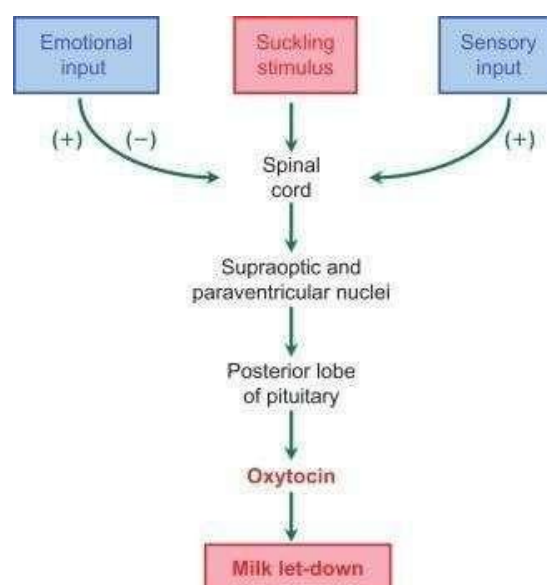 Emotional
input
Suckling
stimulus
Sensory
input
(+)
(−)
(+)
Spinal
cord
Supraoptic and
paraventricular nuclei
Posterior lobe
of pituitary
Oxytocin
Milk let-down